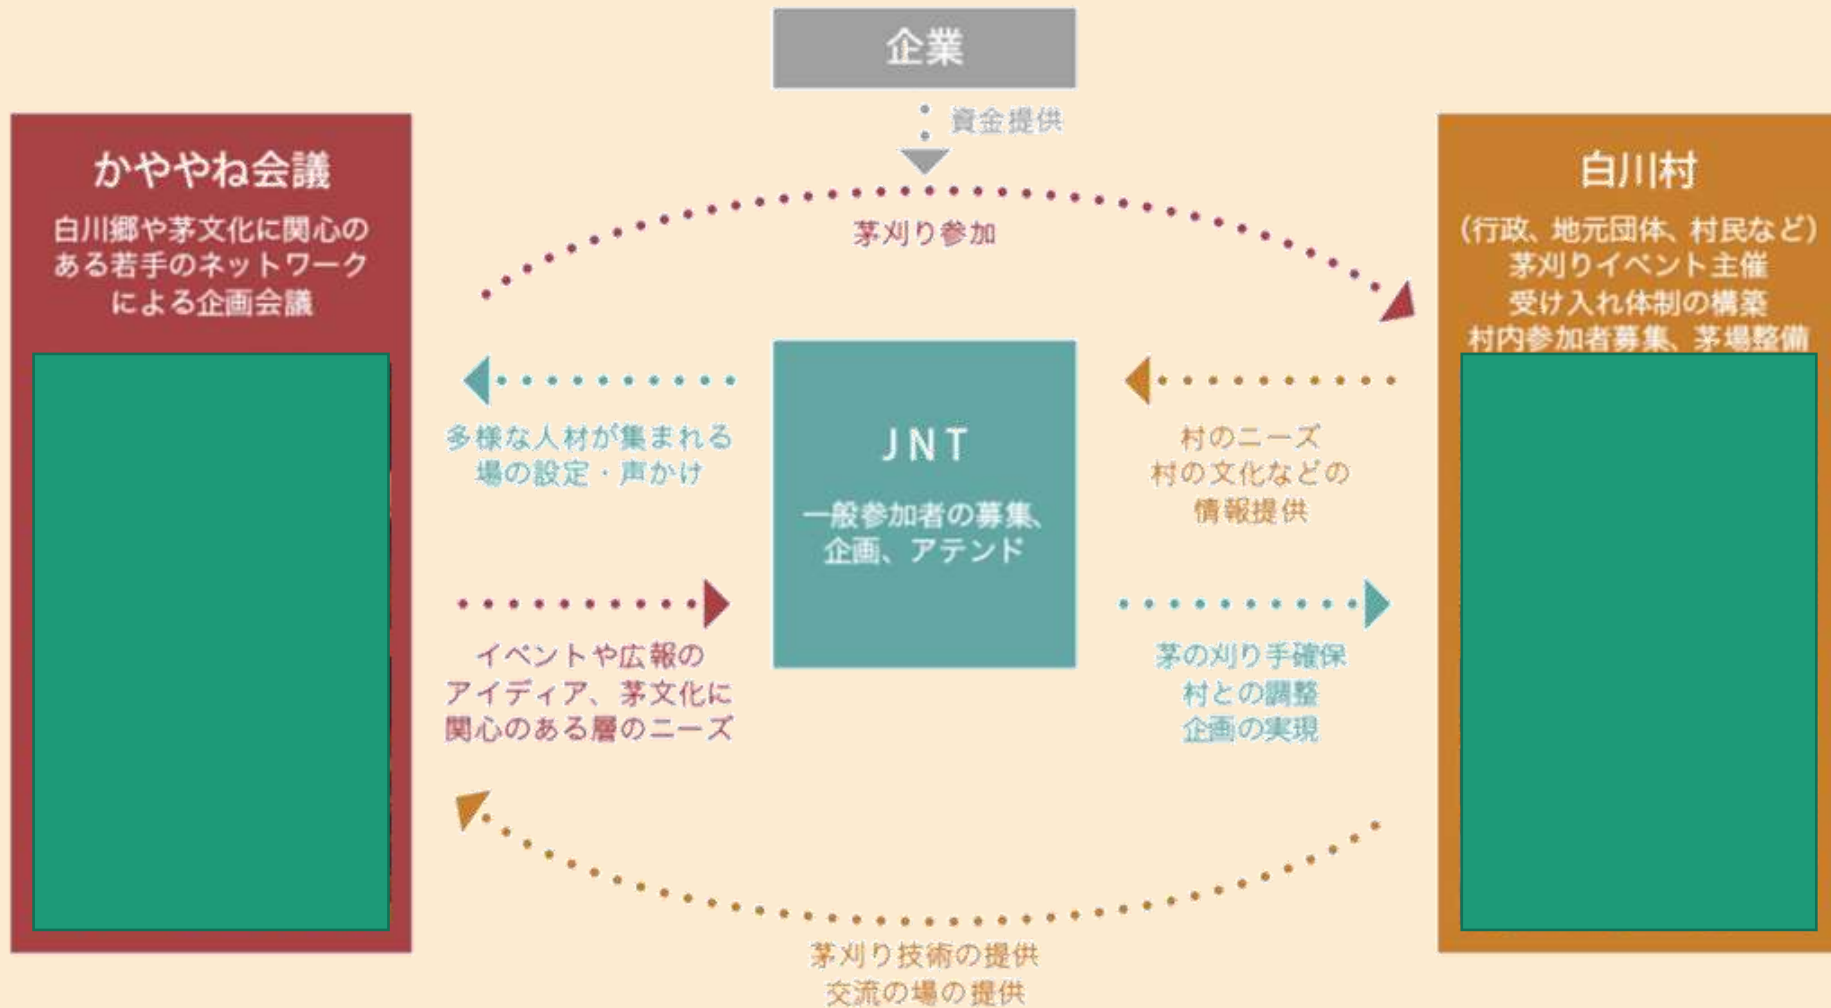 企業
資金提供
かややね会議
白川郷や茅文化に関心の
ある若手のネットワーク
による企画会議
白川村
(行政、地元団体、村民など)
茅刈りイベント主催
受け入れ体制の構築
村内参加者募集、茅場整備
茅刈り参加
多様な人材が集まれる
場の設定・声かけ
JNT
一般参加者の募集、
企画、アテンド
村のニーズ
村の文化などの
情報提供
イベントや広報の
アイディア、茅文化に
関心のある層のニーズ
茅の刈り手確保
村との調整
企画の実現
茅刈り技術の提供
交流の場の提供